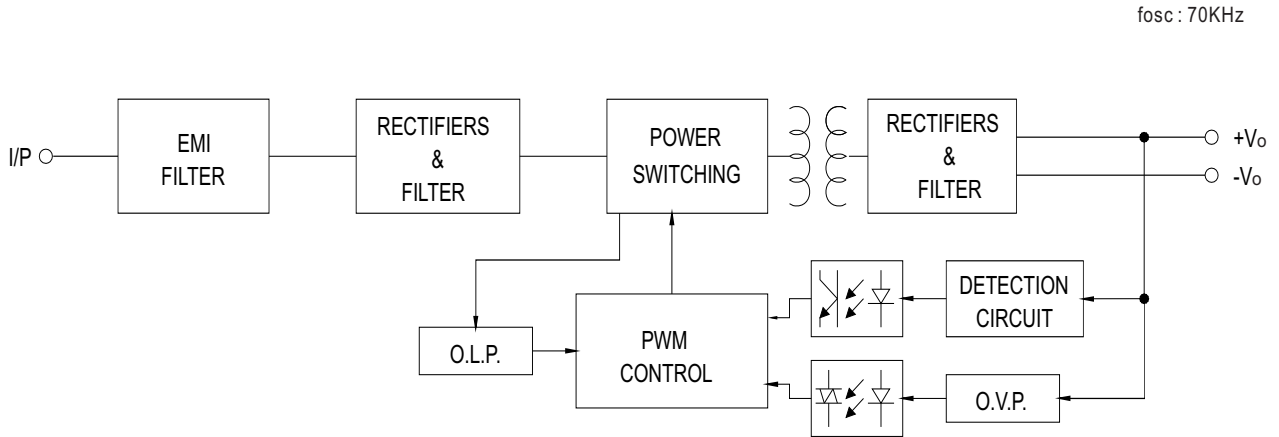 fosc : 70KHz
I/P
EMI
FILTER
RECTIFIERS
&
FILTER
POWER
SWITCHING
RECTIFIERS
&
FILTER
+Vo
-Vo
O.L.P.
PWM
CONTROL
DETECTION
CIRCUIT
O.V.P.